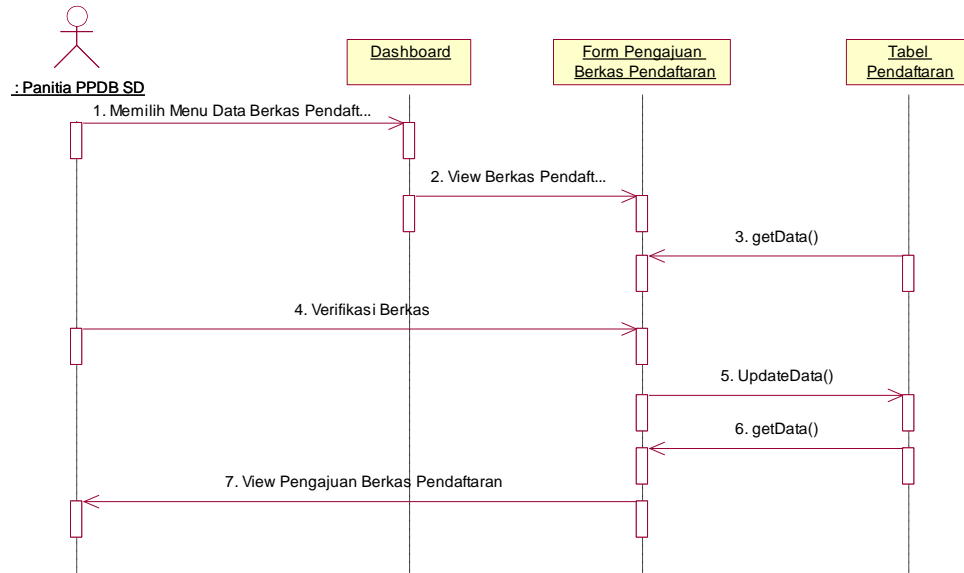 : Panitia PPDB SD
Dashboard
Form Pengajuan
Berkas Pendaftaran
Tabel
Pendaftaran
1. Memilih Menu Data Berkas Pendaft...
2. View Berkas Pendaft...
3. getData()
4. Verifikasi Berkas
5. UpdateData()
6. getData()
7. View Pengajuan Berkas Pendaftaran